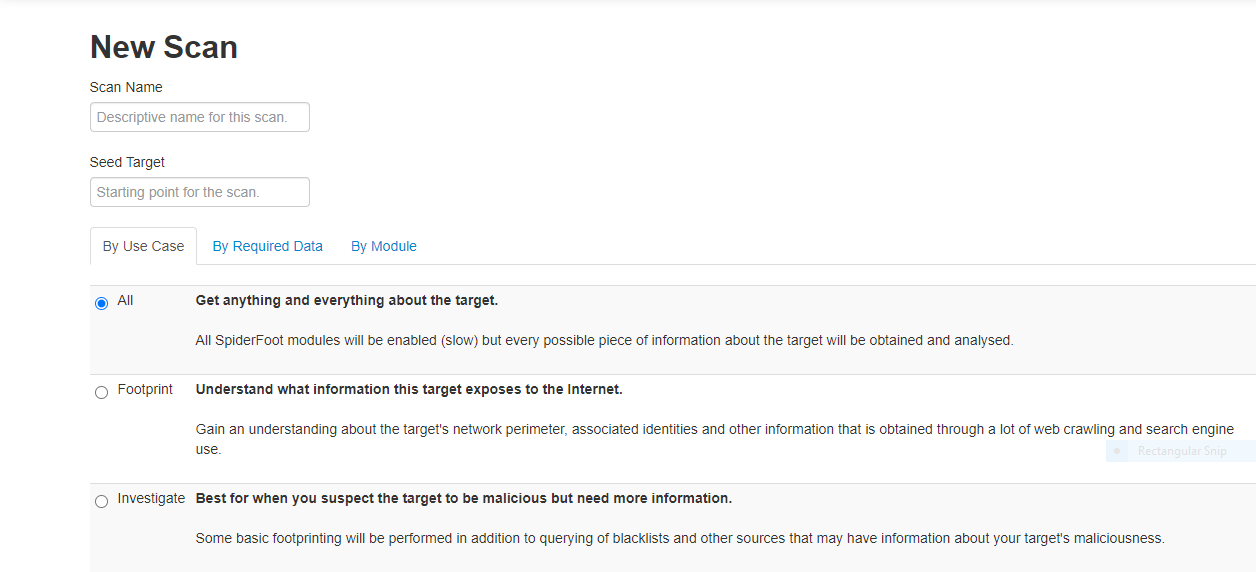 New Scan
Scan Name
Descriptive name for this scan.
Seed Target
Starting point for the scan.
By Use Case By Required Data By Module
All Get anything and everything about the target.
All SpiderFoot modules will be enabled (slow) but every possible piece of information about the target will be obtained and analysed.
Footprint Understand what information this target exposes to the Internet.
Gain an understanding about the target's network perimeter, associated identities and other information that is obtained through a lot of web crawling and search engine
use.
Rectangular Snip
Investigate Best for when you suspect the target to be malicious but need more information.
Some basic footprinting will be performed in addition to querying of blacklists and other sources that may have information about your target's maliciousness.